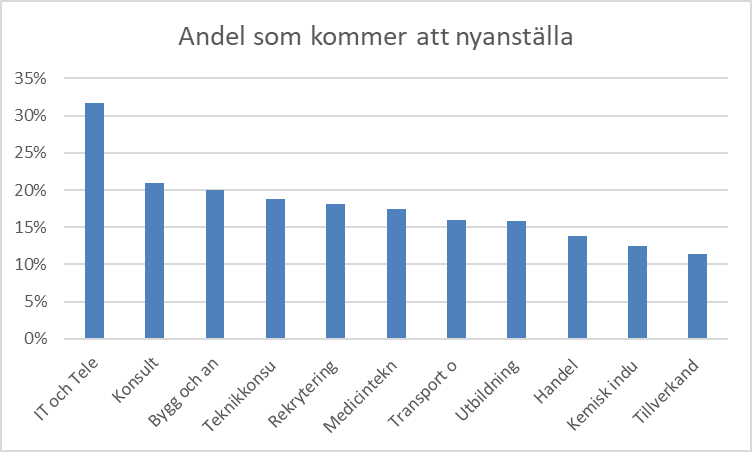 Andel som kommer att nyanställa
35%
30%
25%
20%
15%
10%
5%
0%
IT och Tele
Konsult
Bygg och an
Teknikkonsu
Rekrytering
Medicintekn
Transport o
Utbildning
Handel
Kemisk indu
Tillverkand